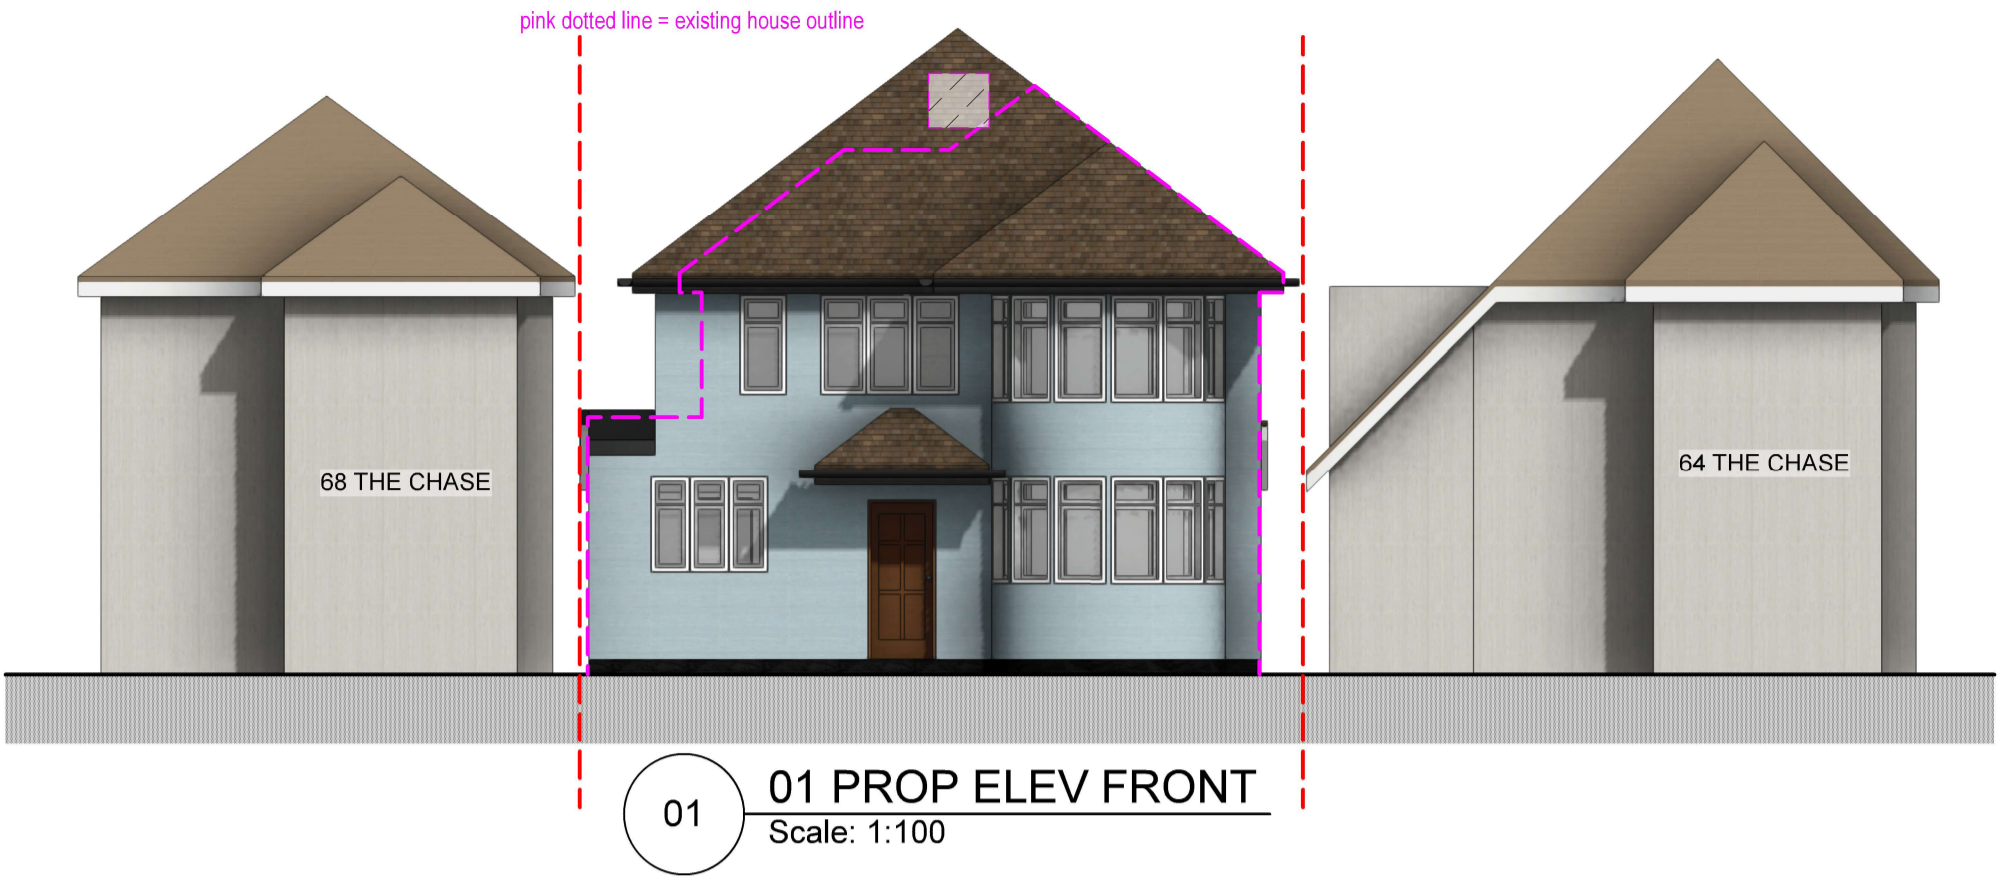 pink dotted line = existing house outline
68 THE CHASE
64 THE CHASE
01
01 PROP ELEV FRONT
Scale: 1:100